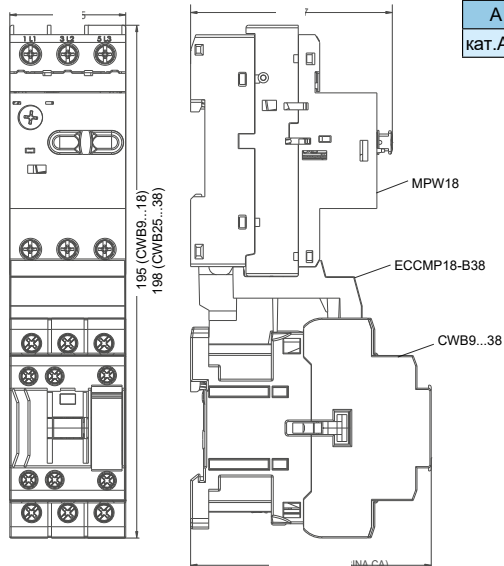 5
7
A
кат.A
1 L1 3 L2 5 L3
195 (CWB9...18)
198 (CWB25...38)
MPW18
ECCMP18-B38
CWB9...38